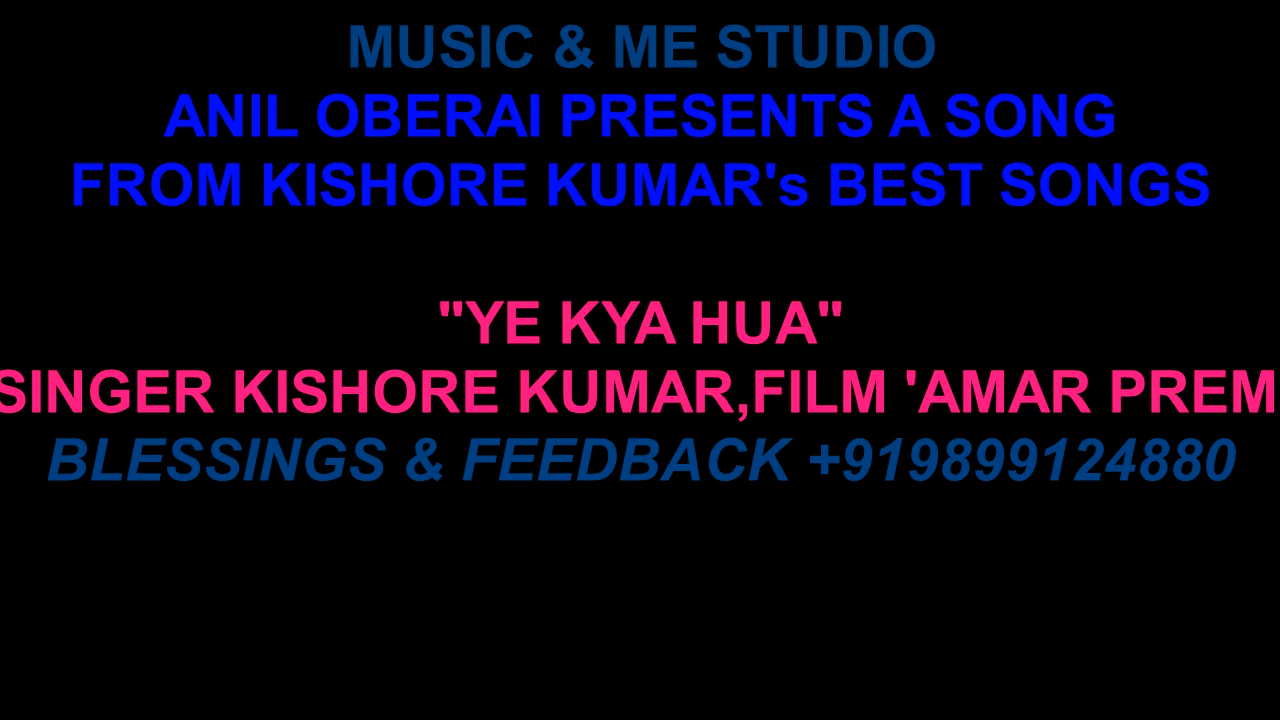 MUSIC & ME STUDIO
ANIL OBERAI PRESENTS A SONG
FROM KISHORE KUMAR's BEST SONGS
"YE KYA HUA"
SINGER KISHORE KUMAR,FILM 'AMAR PREM
BLESSINGS & FEEDBACK +919899124880